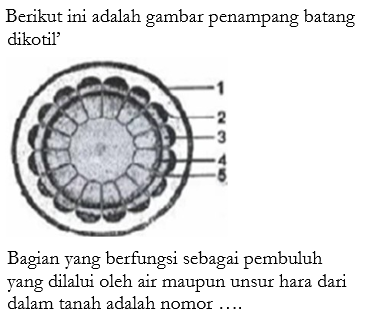 Berikut ini adalah gambar penampang batang
dikotil’
1
2
3
4
5
Bagian yang berfungsi sebagai pembuluh
yang dilalui oleh air maupun unsur hara dari
dalam tanah adalah nomor ....